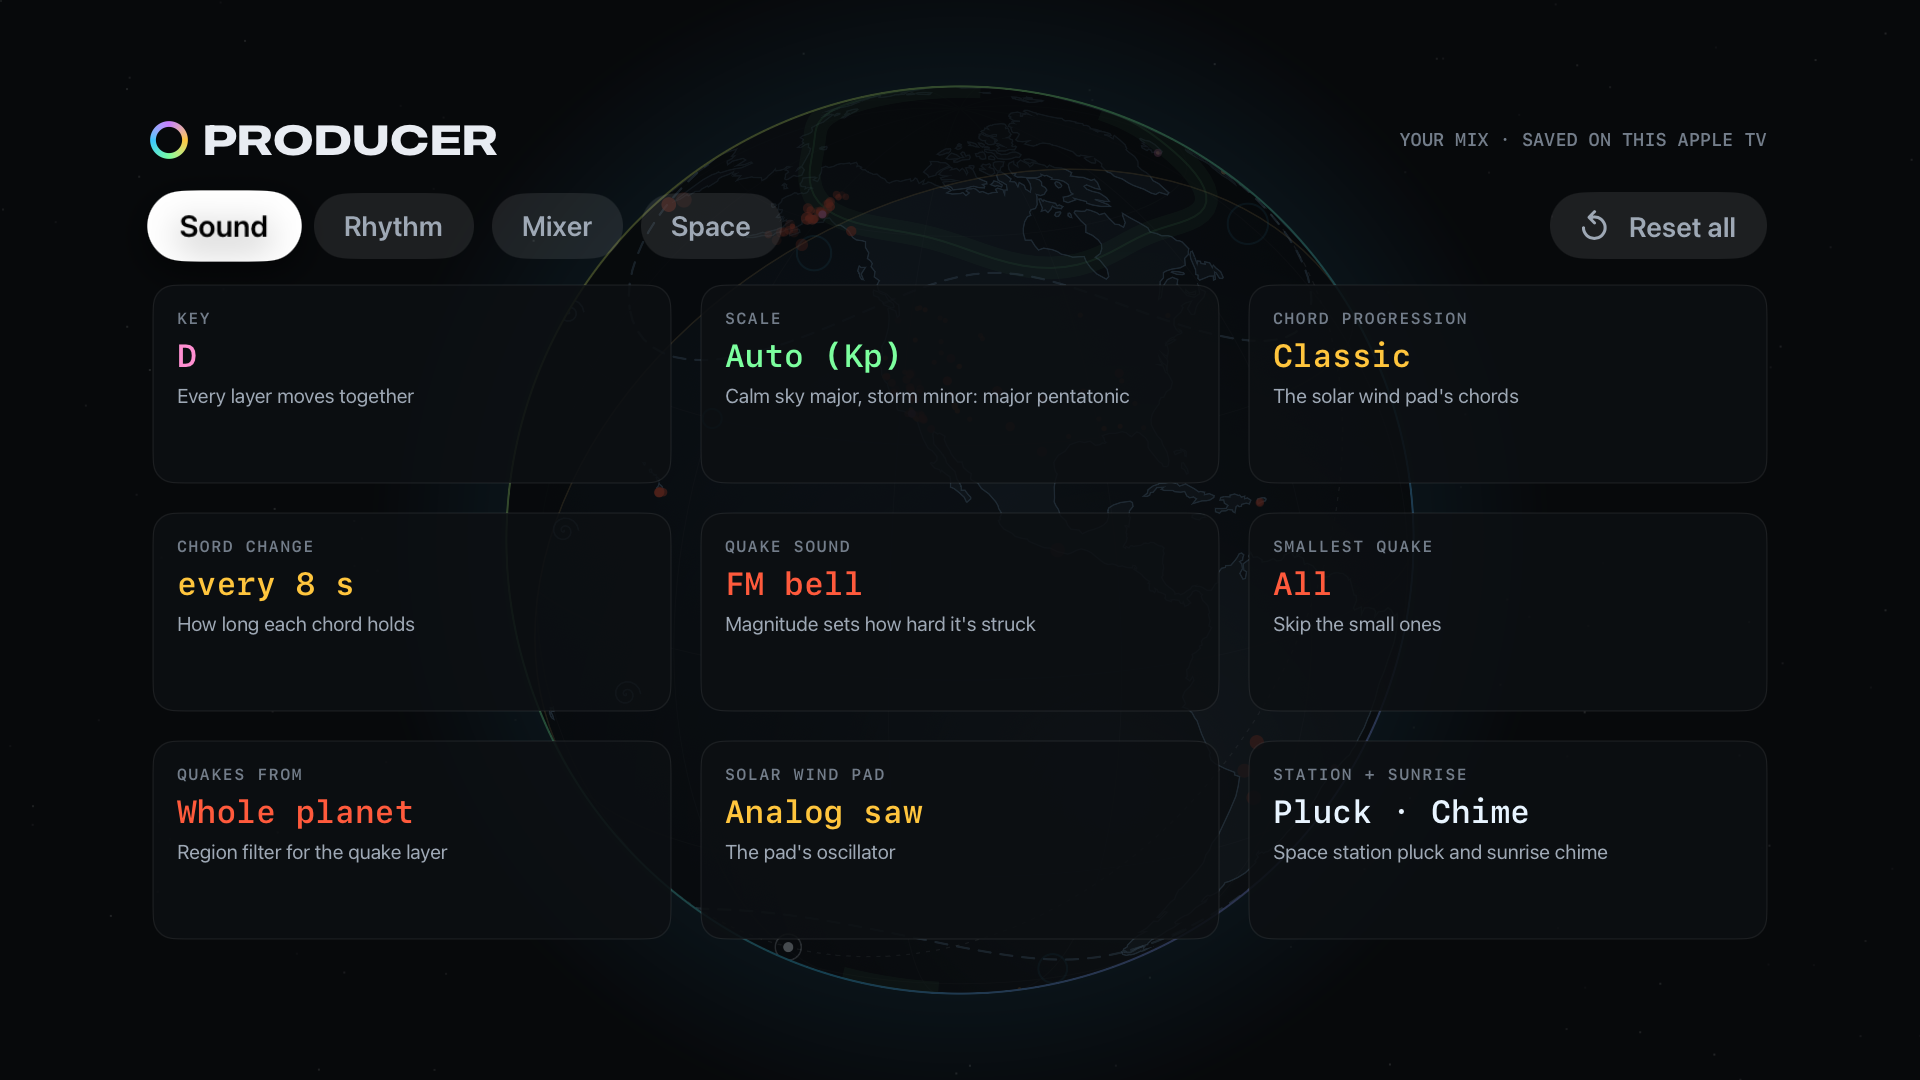 PRODUCER
YOUR MIX · SAVED ON THIS APPLE TV
Sound
Rhythm
Mixer
Space
Reset all
KEY
D
Every layer moves together
SCALE
Auto (Kp)
Calm sky major, storm minor: major pentatonic
CHORD PROGRESSION
Classic
The solar wind pad's chords
CHORD CHANGE
every 8 s
How long each chord holds
QUAKE SOUND
FM bell
Magnitude sets how hard it's struck
SMALLEST QUAKE
All
Skip the small ones
QUAKES FROM
Whole planet
Region filter for the quake layer
SOLAR WIND PAD
Analog saw
The pad's oscillator
STATION + SUNRISE
Pluck · Chime
Space station pluck and sunrise chime